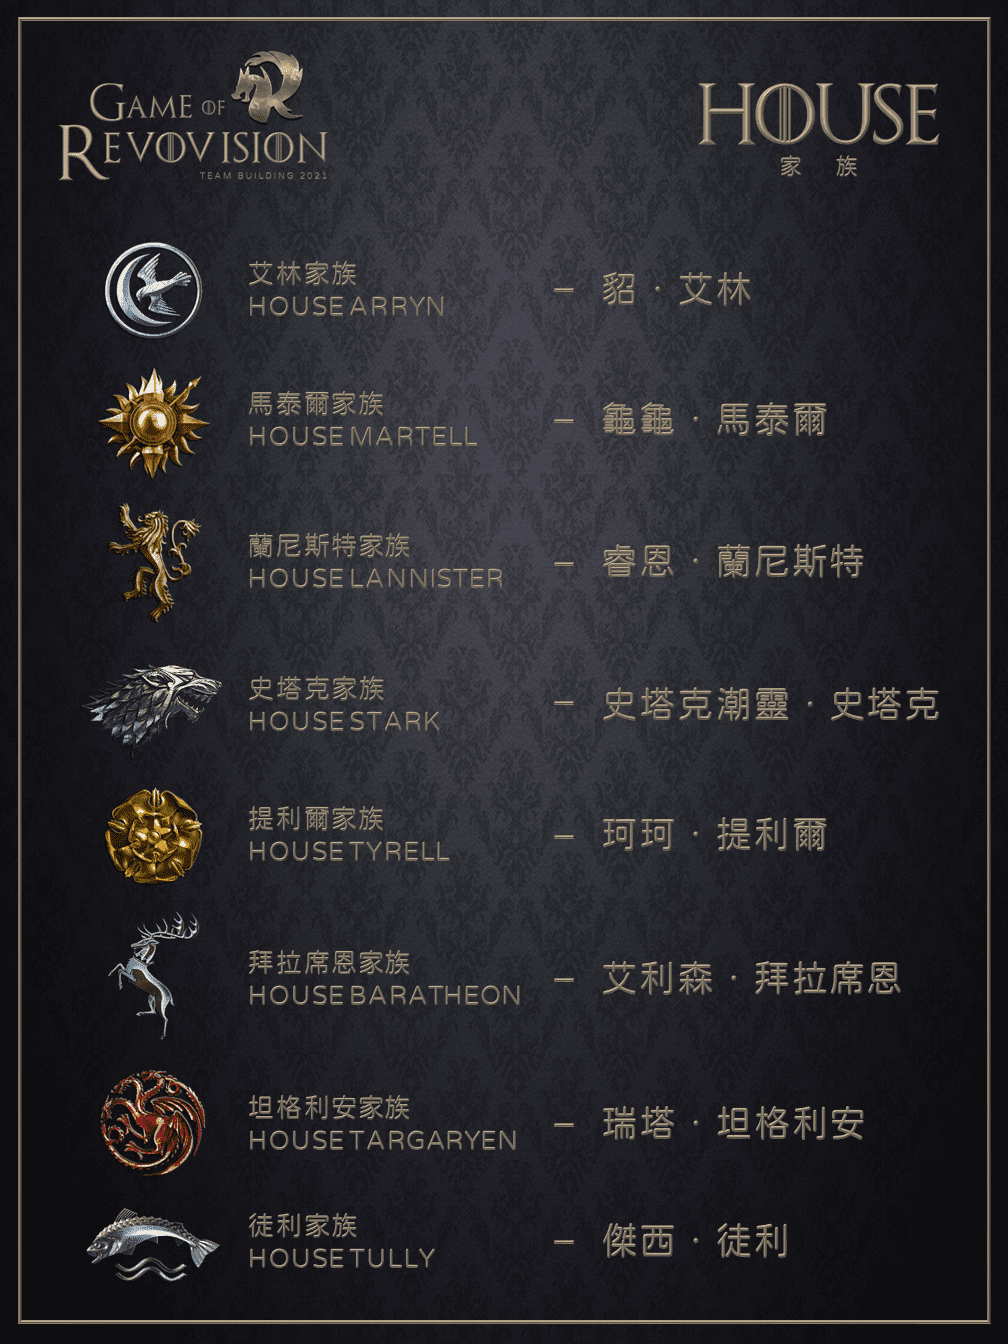 GAME OF
REVOVISION
TEAM BUILDING 2021
HOUSE
家 族
艾林家族
HOUSE ARRYN
– 貂 · 艾林
馬泰爾家族
HOUSE MARTELL
– 龜龜 · 馬泰爾
蘭尼斯特家族
HOUSE LANNISTER
– 睿恩 · 蘭尼斯特
史塔克家族
HOUSE STARK
– 史塔克潮靈 · 史塔克
提利爾家族
HOUSE TYRELL
– 珂珂 · 提利爾
拜拉席恩家族
HOUSE BARATHEON
– 艾利森 · 拜拉席恩
坦格利安家族
HOUSE TARGARYEN
– 瑞塔 · 坦格利安
徒利家族
HOUSE TULLY
– 傑西 · 徒利